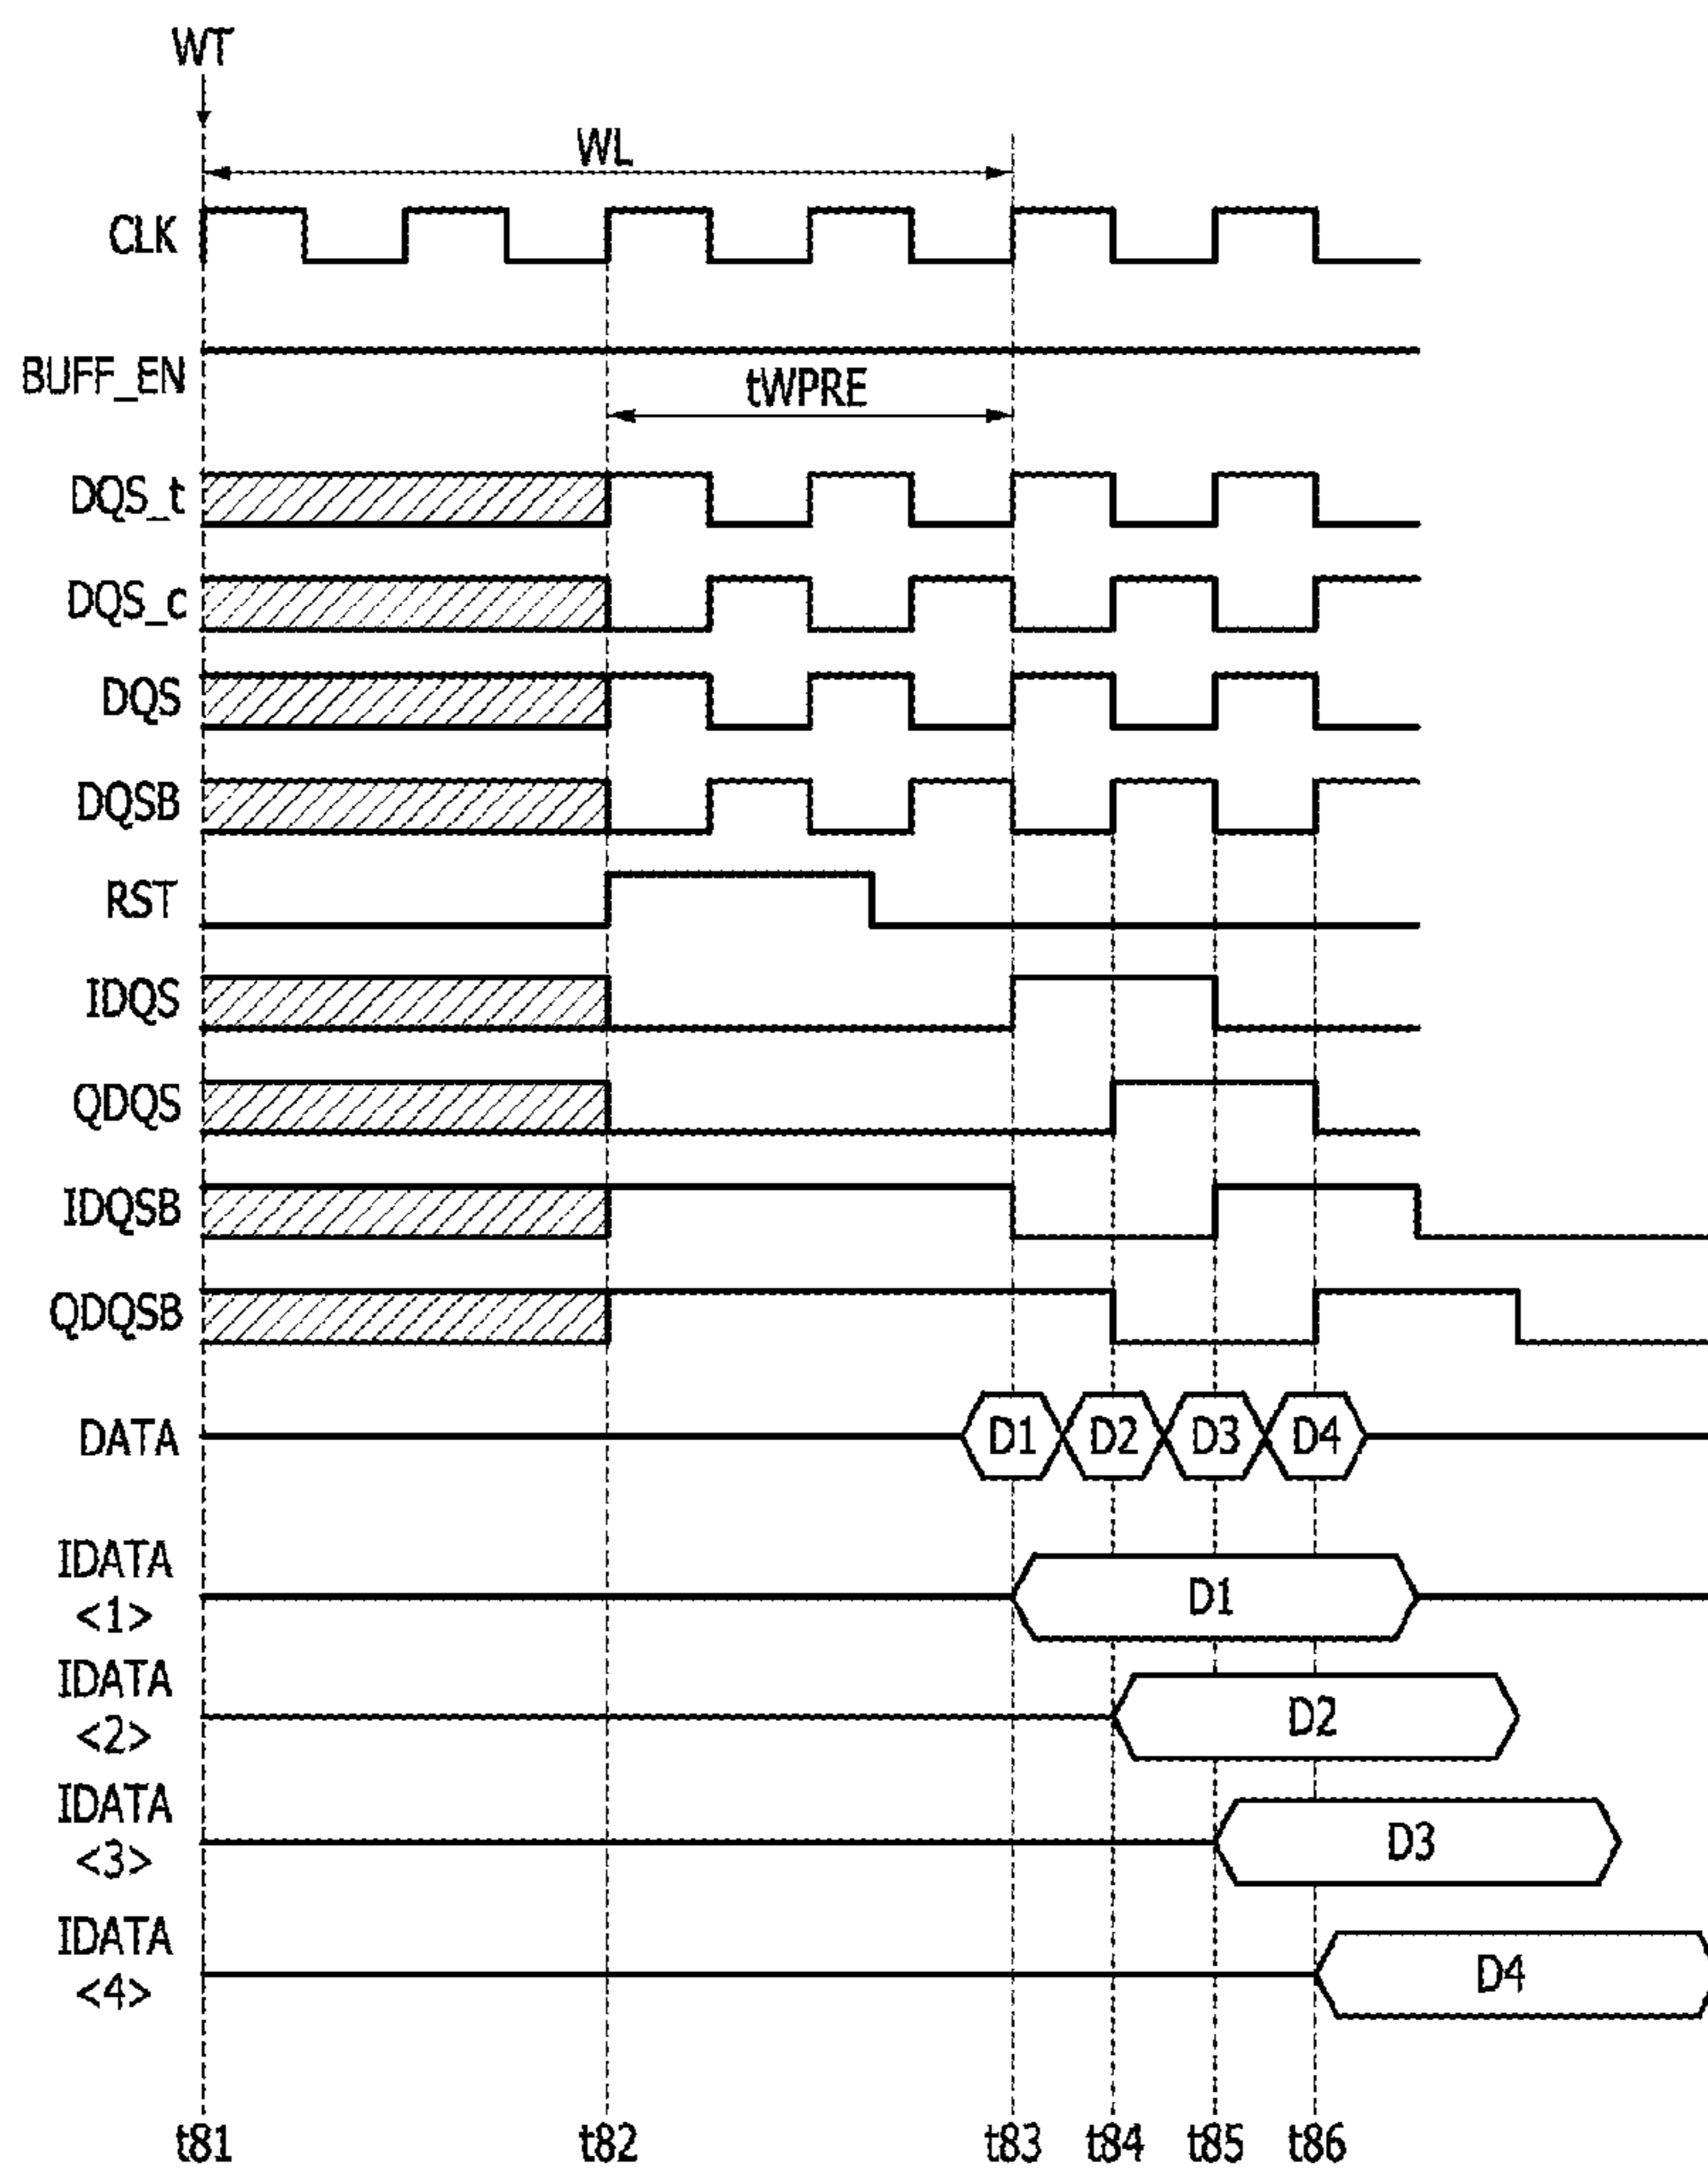 WT
WL
CLK
BUFF_EN
tWPRE
DQS_t
DQS_c
DQS
DQSB
RST
IDQS
QDQS
IDQSB
QDQSB
DATA
D1 D2 D3 D4
IDATA
<1>
D1
IDATA
<2>
D2
IDATA
<3>
D3
IDATA
<4>
D4
t81 t82 t83 t84 t85 t86